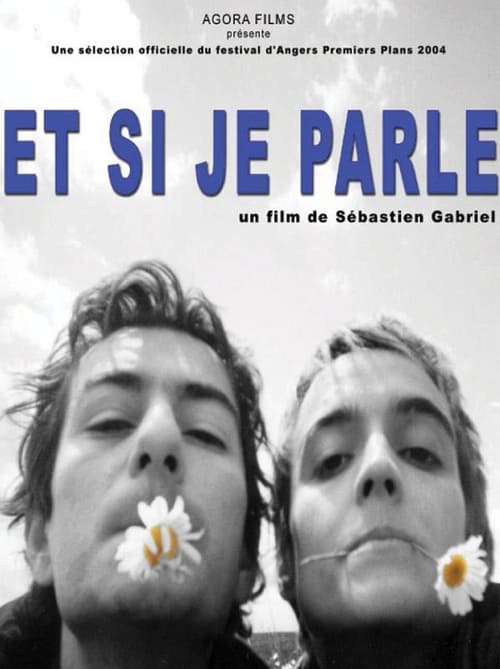 AGORA FILMS
présente
Une sélection officielle du festival d'Angers Premiers Plans 2004
ET SI JE PARLE
un film de Sébastien Gabriel